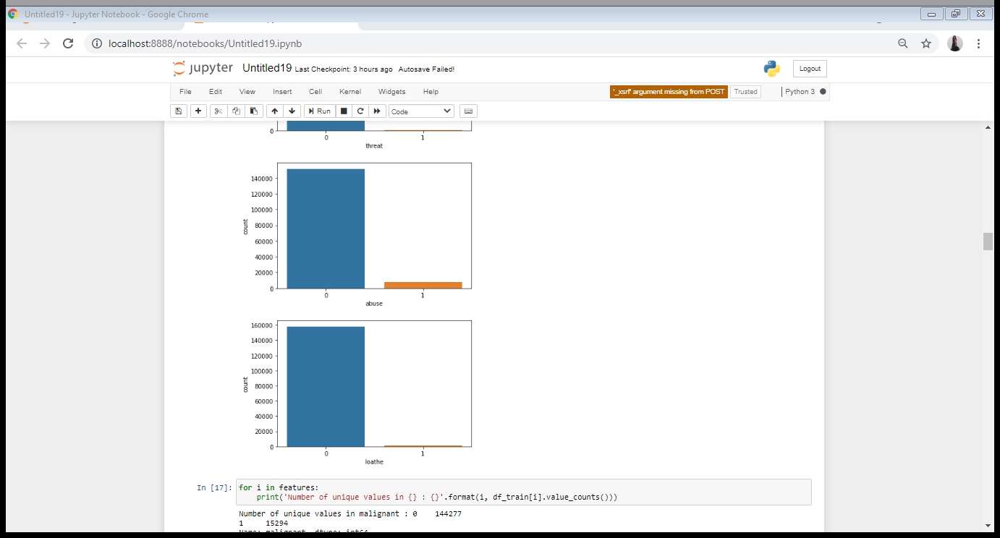 Untitled19 - Jupyter Notebook - Google Chrome
localhost:8888/notebooks/Untitled19.ipynb
jupyter Untitled19 Last Checkpoint: 3 hours ago Autosave Failed! Logout
File Edit View Insert Cell Kernel Widgets Help '_xsrf' argument missing from POST Trusted Python 3
Run Code
0
0 1
threat
140000
120000
100000
80000
60000
40000
20000
0
count
0 1
abuse
160000
140000
120000
100000
80000
60000
40000
20000
0
count
0 1
loathe
In [17]: for i in features:
print('Number of unique values in {} : {}'.format(i, df_train[i].value_counts()))
Number of unique values in malignant : 0 144277
1 15294
Name: malignant, dtype: int64